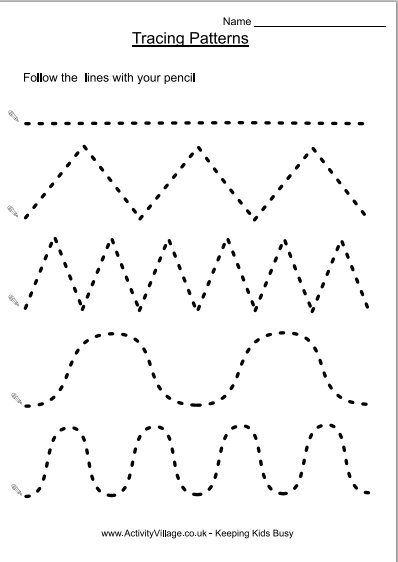 Name
Tracing Patterns
Follow the lines with your pencil
www.ActivityVillage.co.uk - Keeping Kids Busy